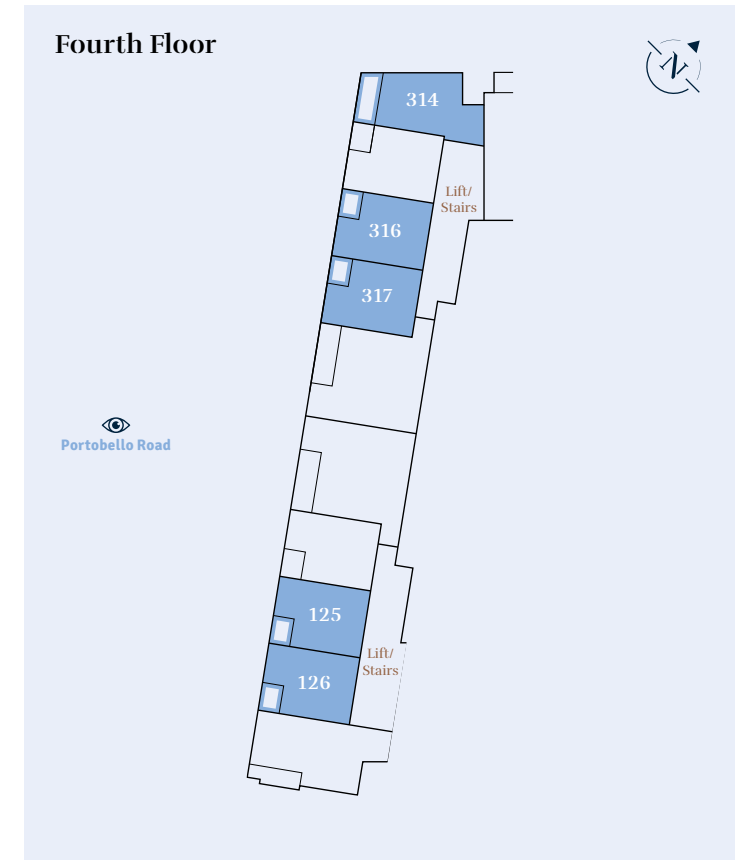 Fourth Floor
N
314
Lift/
Stairs
316
317
Portobello Road
125
Lift/
Stairs
126